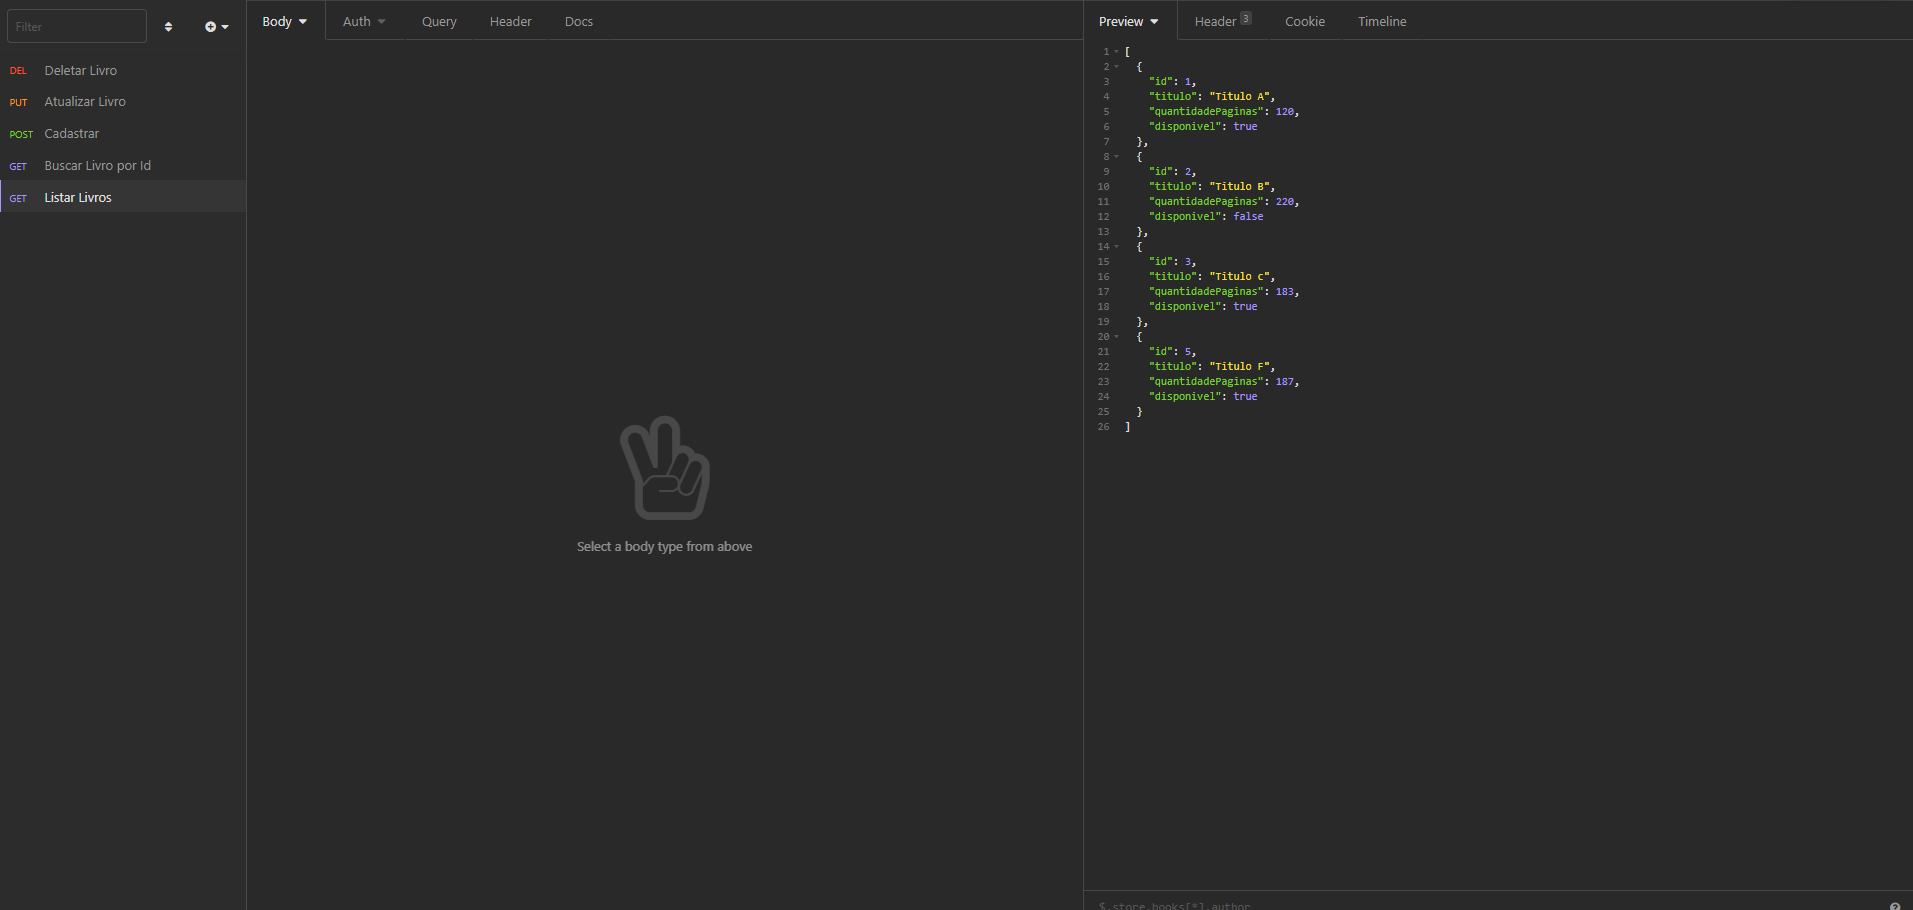 Filter
DEL Deletar Livro
PUT Atualizar Livro
POST Cadastrar
GET Buscar Livro por Id
GET Listar Livros
Body Auth Query Header Docs
Select a body type from above
Preview Header 3 Cookie Timeline
1 [
2 {
3 "id": 1,
4 "titulo": "Titulo A",
5 "quantidadePaginas": 120,
6 "disponivel": true
7 },
8 {
9 "id": 2,
10 "titulo": "Titulo B",
11 "quantidadePaginas": 220,
12 "disponivel": false
13 },
14 {
15 "id": 3,
16 "titulo": "Titulo c",
17 "quantidadePaginas": 183,
18 "disponivel": true
19 },
20 {
21 "id": 5,
22 "titulo": "Titulo F",
23 "quantidadePaginas": 187,
24 "disponivel": true
25 }
26 ]
$.store.books[*].author